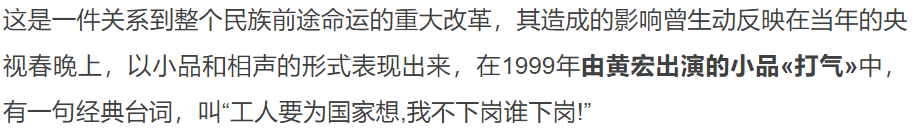 这是一件关系到整个民族前途命运的重大改革，其造成的影响曾生动反映在当年的央
视春晚上，以小品和相声的形式表现出来，在1999年由黄宏出演的小品«打气»中，
有一句经典台词，叫“工人要为国家想,我不下岗谁下岗!”